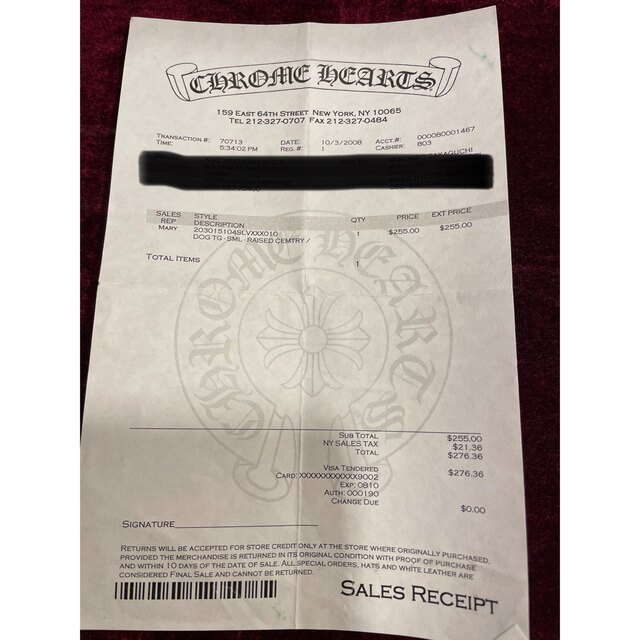 CHROME HEARTS
159 EAST 64TH STREET NEW YORK, NY 10065
TEL 212-327-0707 FAX 212-327-0484
TRANSACTION #: 70713 DATE: 10/3/2008 ACCT.#: 000080001467
TIME: 5:34:02 PM REG. #: 1 CASHIER: 803
SALES REP STYLE DESCRIPTION QTY PRICE EXT PRICE
MARY 203015104SLVXXX010 1 $255.00 $255.00
DOG TG - SML - RAISED CEMTRY /
TOTAL ITEMS 1
CHROME HEARTS
SUB TOTAL $255.00
NY SALES TAX $21.36
TOTAL $276.36
VISA TENDERED $276.36
CARD: XXXXXXXXXXXX9002
EXP: 0810
AUTH: 000190
CHANGE DUE $0.00
SIGNATURE
RETURNS WILL BE ACCEPTED FOR STORE CREDIT ONLY AT THE STORE WHERE ORIGINALLY PURCHASED,
PROVIDED THE MERCHANDISE IS RETURNED IN ITS ORIGINAL CONDITION WITH PROOF OF PURCHASE
AND WITHIN 10 DAYS OF THE DATE OF SALE. ALL SPECIAL ORDERS, HATS AND WHITE LEATHER ARE
CONSIDERED FINAL SALE AND CANNOT BE RETURNED.
SALES RECEIPT